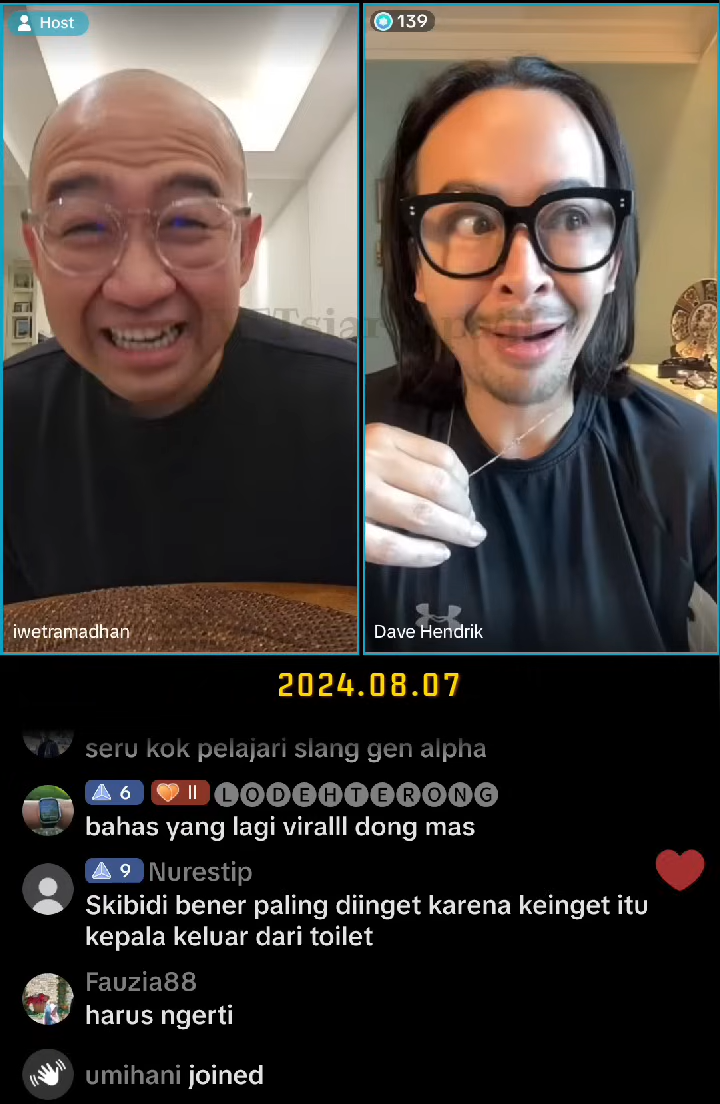 Host
139
iwetramadhan
Dave Hendrik
2024.08.07
seru kok pelajari slang gen alpha
6 II LODEHTERONG
bahas yang lagi viralll dong mas
9 Nurestip
Skibidi bener paling diinget karena keinget itu
kepala keluar dari toilet
Fauzia88
harus ngerti
umihani joined